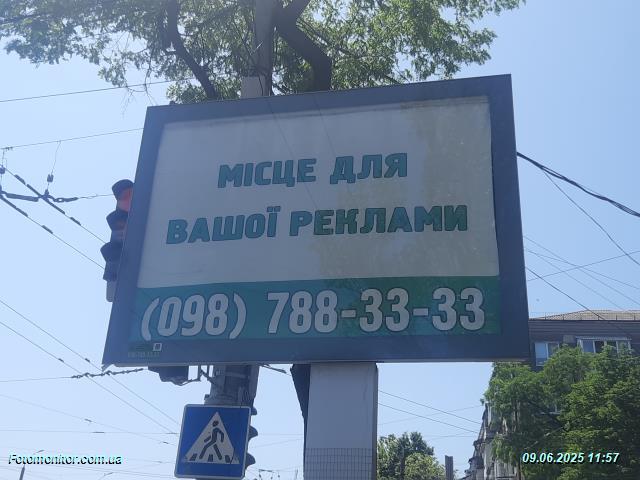 МІСЦЕ ДЛЯ
ВАШОЇ РЕКЛАМИ
(098) 788-33-33
Fotomonitor.com.ua
09.06.2025 11:57